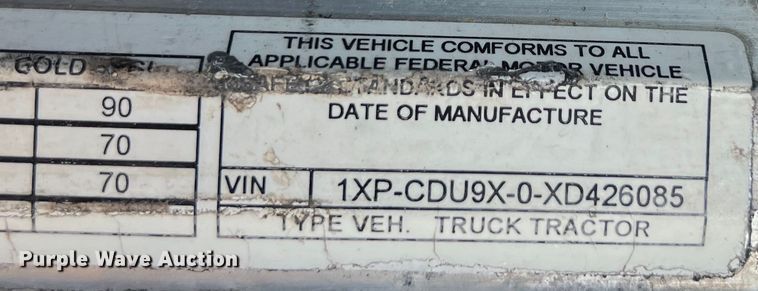 COLD
90
70
70
THIS VEHICLE COMFORMS TO ALL
APPLICABLE FEDERAL MOTOR VEHICLE
STANDARDS IN EFFECT ON THE
DATE OF MANUFACTURE
VIN 1XP-CDU9X-0-XD426085
TYPE VEH. TRUCK TRACTOR
Purple Wave Auction